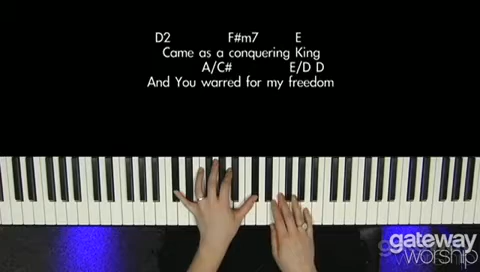 D2 F#m7 E
Came as a conquering King
A/C# E/D D
And You warred for my freedom
gateway
worship